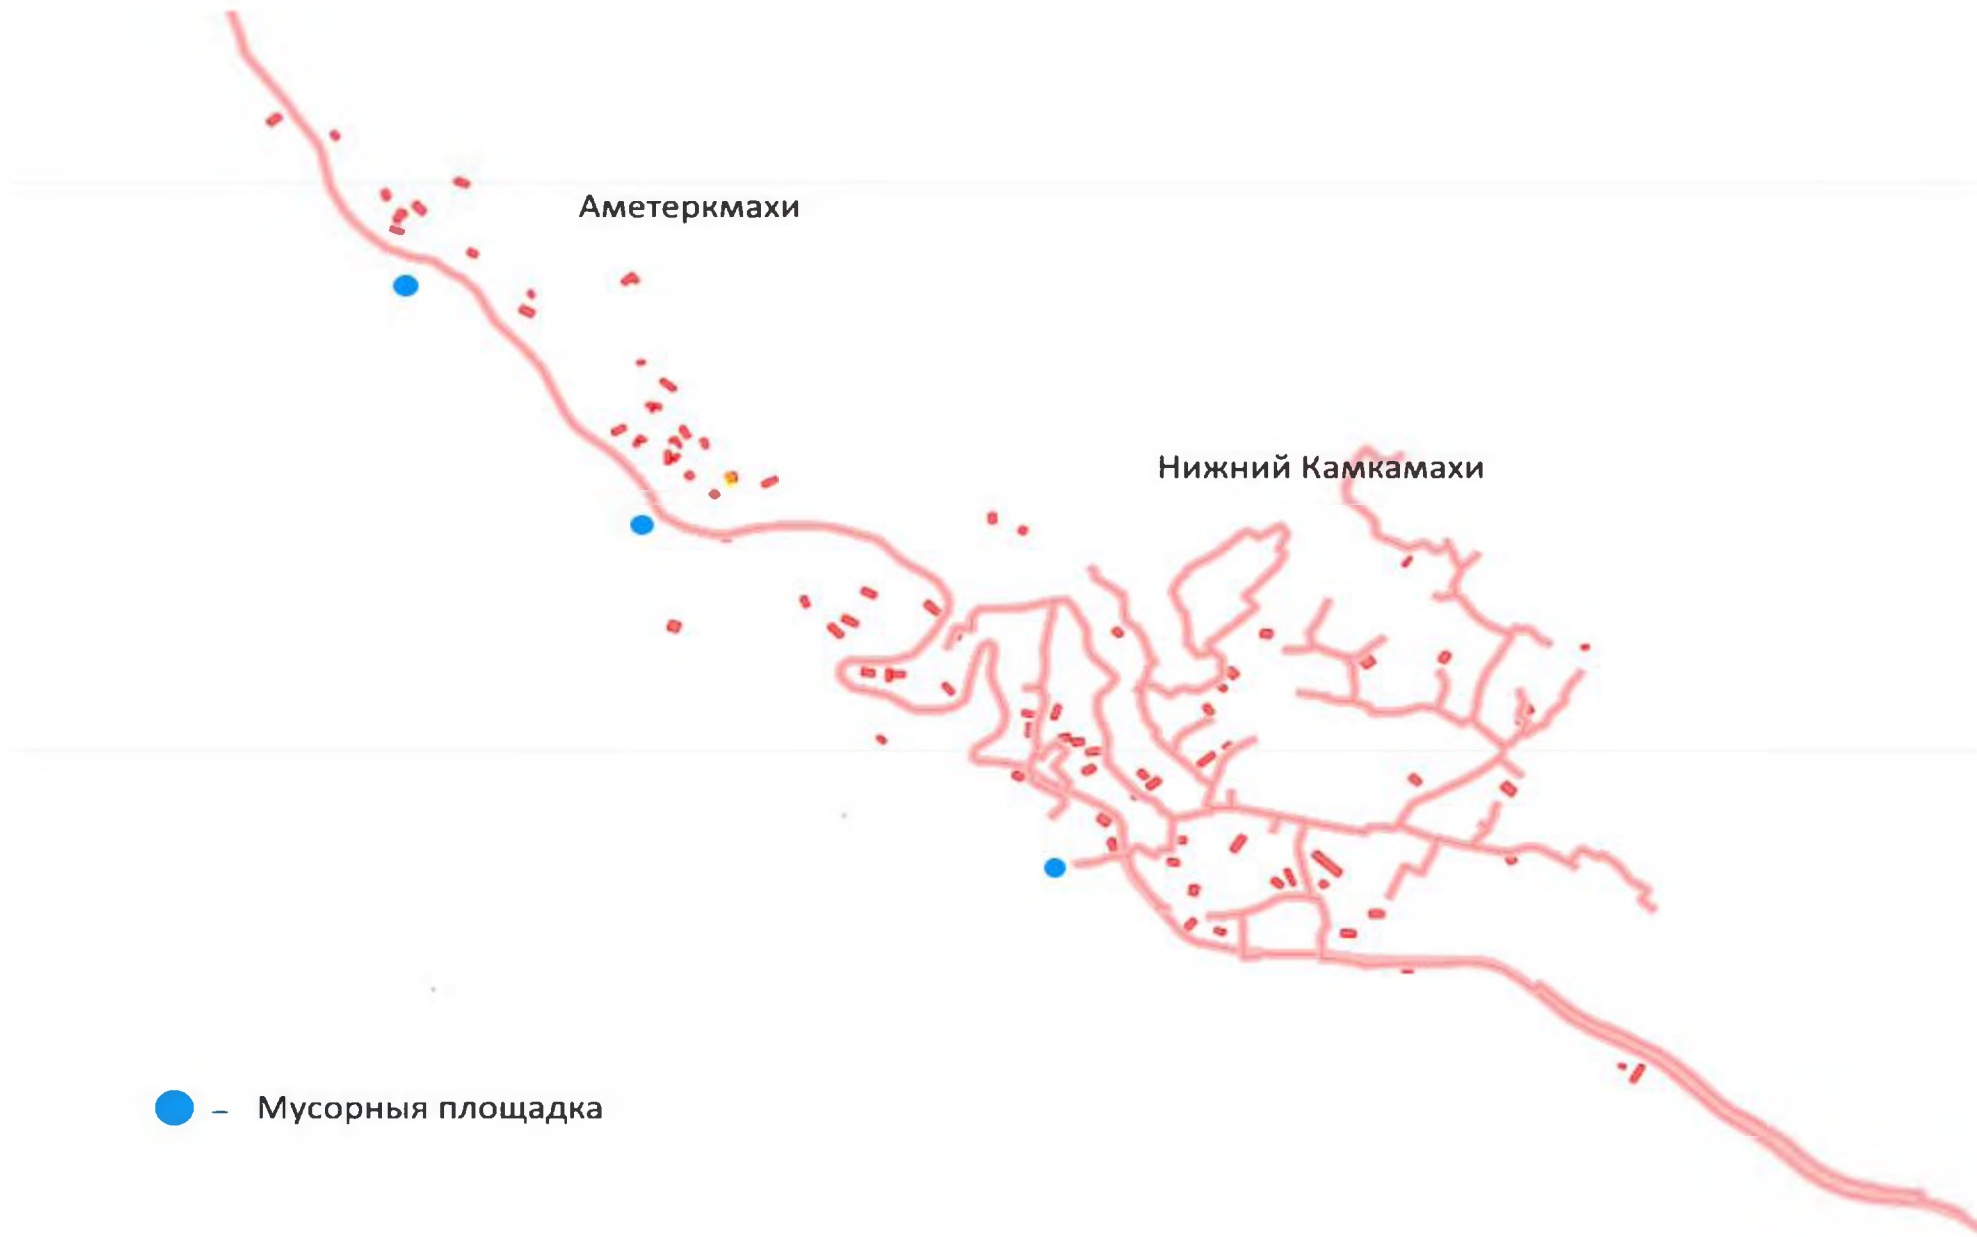 Аметеркмахи
Нижний Камкамахи
– Мусорныя площадка